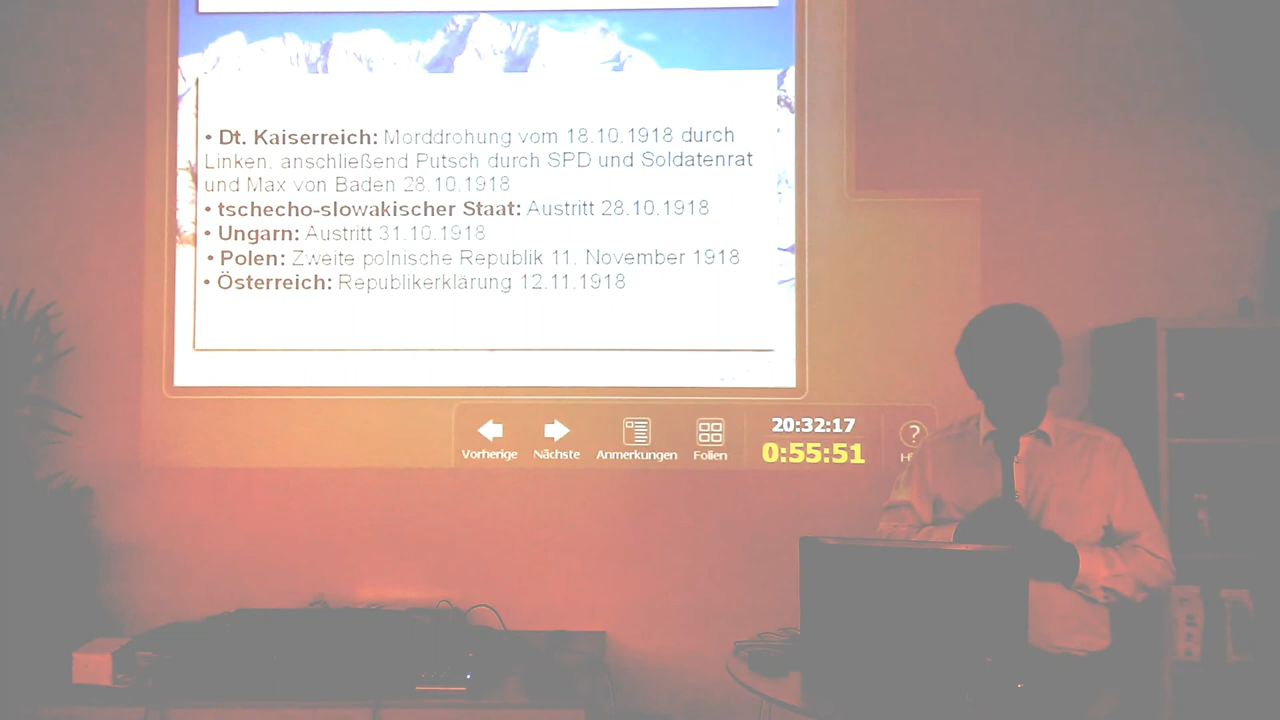 • Dt. Kaiserreich: Morddrohung vom 18.10.1918 durch
Linken, anschließend Putsch durch SPD und Soldatenrat
und Max von Baden 28.10.1918
• tschecho-slowakischer Staat: Austritt 28.10.1918
• Ungarn: Austritt 31.10.1918
• Polen: Zweite polnische Republik 11. November 1918
• Österreich: Republikerklärung 12.11.1918
20:32:17
0:55:51
?
Vorherige Nächste Anmerkungen Folien